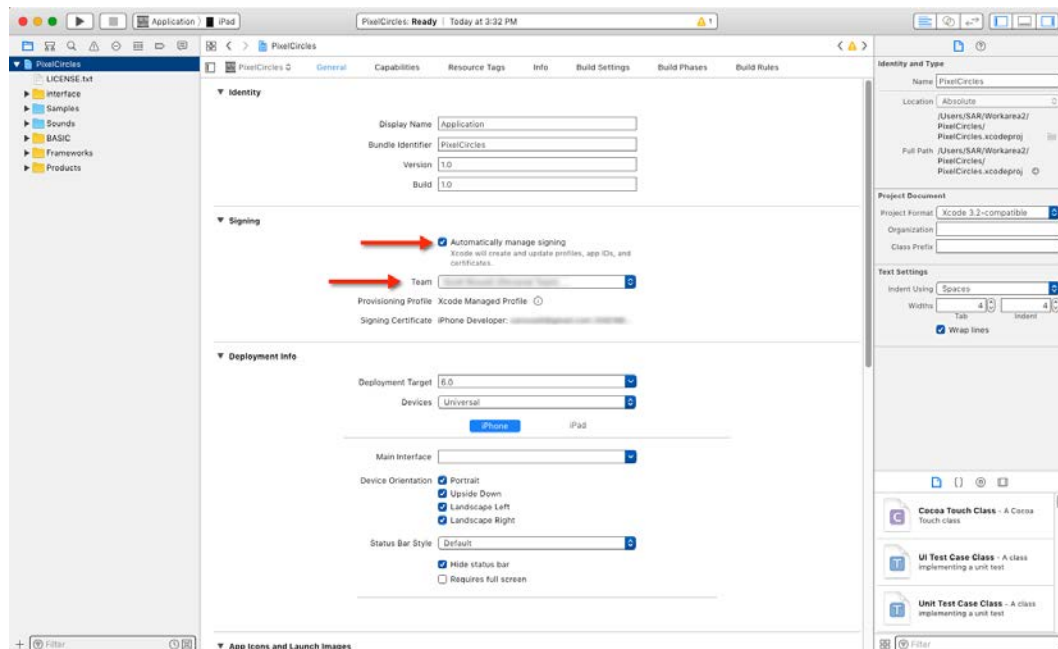 Application
iPad
PixelCircles: Ready | Today at 3:32 PM
1
PixelCircles
LICENSE.txt
interface
Samples
Sounds
BASIC
Frameworks
Products
Filter
PixelCircles
PixelCircles
General
Capabilities
Resource Tags
Info
Build Settings
Build Phases
Build Rules
Identity
Display Name Application
Bundle Identifier PixelCircles
Version 1.0
Build 1.0
Signing
Automatically manage signing
Xcode will create and update profiles, app IDs, and
certificates.
Team
Provisioning Profile Xcode Managed Profile
Signing Certificate iPhone Developer:
Deployment Info
Deployment Target 6.0
Devices Universal
iPhone
iPad
Main Interface
Device Orientation Portrait
Upside Down
Landscape Left
Landscape Right
Status Bar Style Default
Hide status bar
Requires full screen
App Icons and Launch Images
Identity and Type
Name PixelCircles
Location Absolute
/Users/SAR/Workarea2/
PixelCircles/
PixelCircles.xcodeproj
Full Path /Users/SAR/Workarea2/
PixelCircles/
PixelCircles.xcodeproj
Project Document
Project Format Xcode 3.2-compatible
Organization
Class Prefix
Text Settings
Indent Using Spaces
Widths 4 4
Tab Indent
Wrap lines
{ }
C
Cocoa Touch Class - A Cocoa
Touch class
T
UI Test Case Class - A class
implementing a unit test
T
Unit Test Case Class - A class
implementing a unit test
Filter